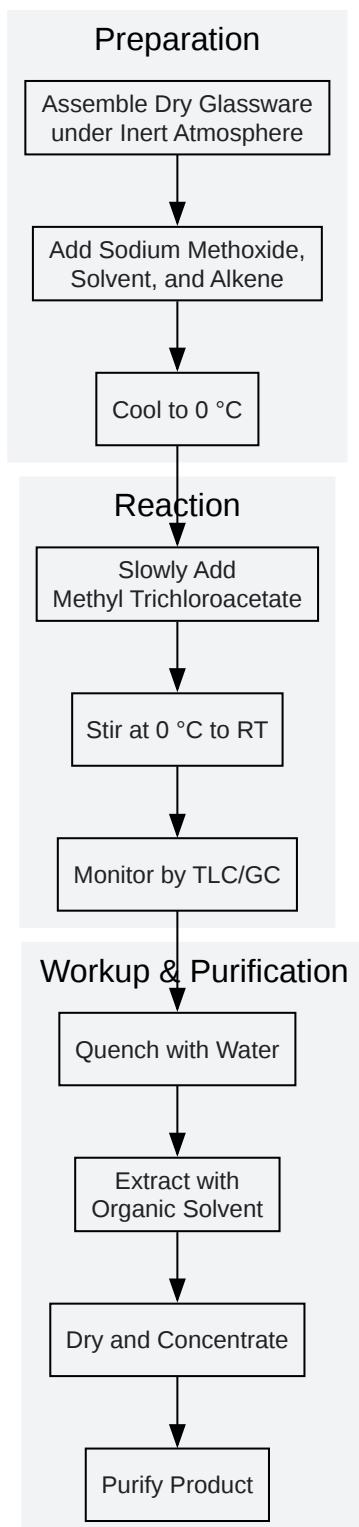 Preparation
Assemble Dry Glassware
under Inert Atmosphere
Add Sodium Methoxide,
Solvent, and Alkene
Cool to 0 °C
Reaction
Slowly Add
Methyl Trichloroacetate
Stir at 0 °C to RT
Monitor by TLC/GC
Workup & Purification
Quench with Water
Extract with
Organic Solvent
Dry and Concentrate
Purify Product